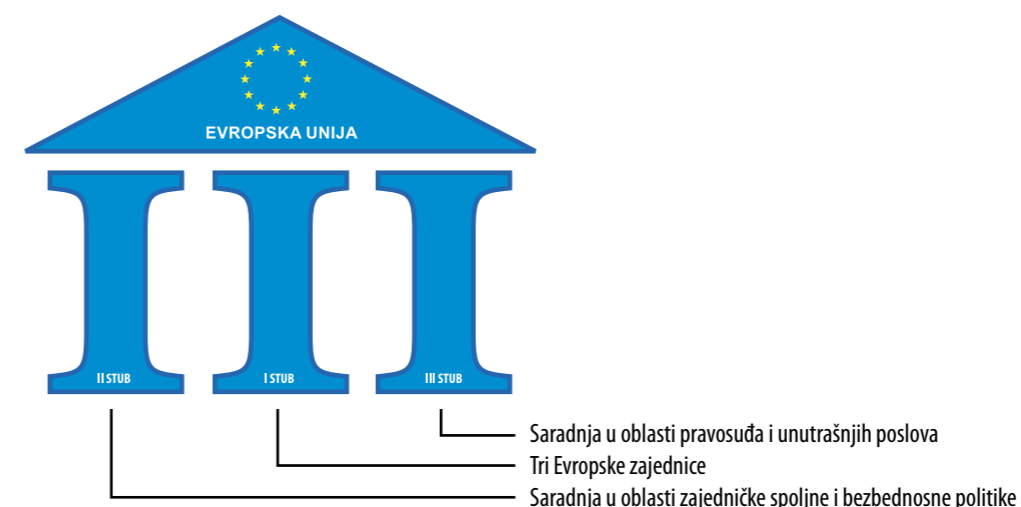 EVROPSKA UNIJA
II STUB
I STUB
III STUB
Saradnja u oblasti pravosuđa i unutrašnjih poslova
Tri Evropske zajednice
Saradnja u oblasti zajedničke spoljne i bezbednosne politike